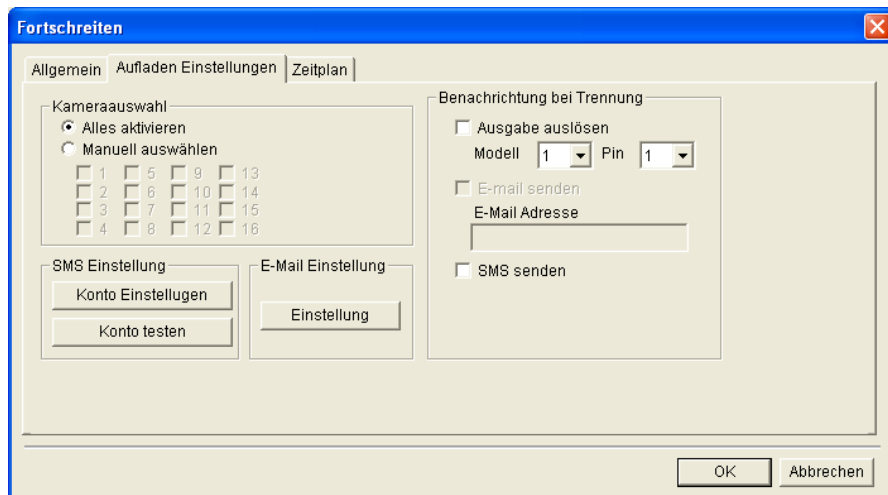 Fortschreiten
Allgemein Aufladen Einstellungen Zeitplan
Kameraauswahl
Alles aktivieren
Manuell auswählen
1 5 9 13
2 6 10 14
3 7 11 15
4 8 12 16
SMS Einstellung
Konto Einstellugen
Konto testen
E-Mail Einstellung
Einstellung
Benachrichtung bei Trennung
Ausgabe auslösen
Modell 1 Pin 1
E-mail senden
E-Mail Adresse
SMS senden
OK Abbrechen